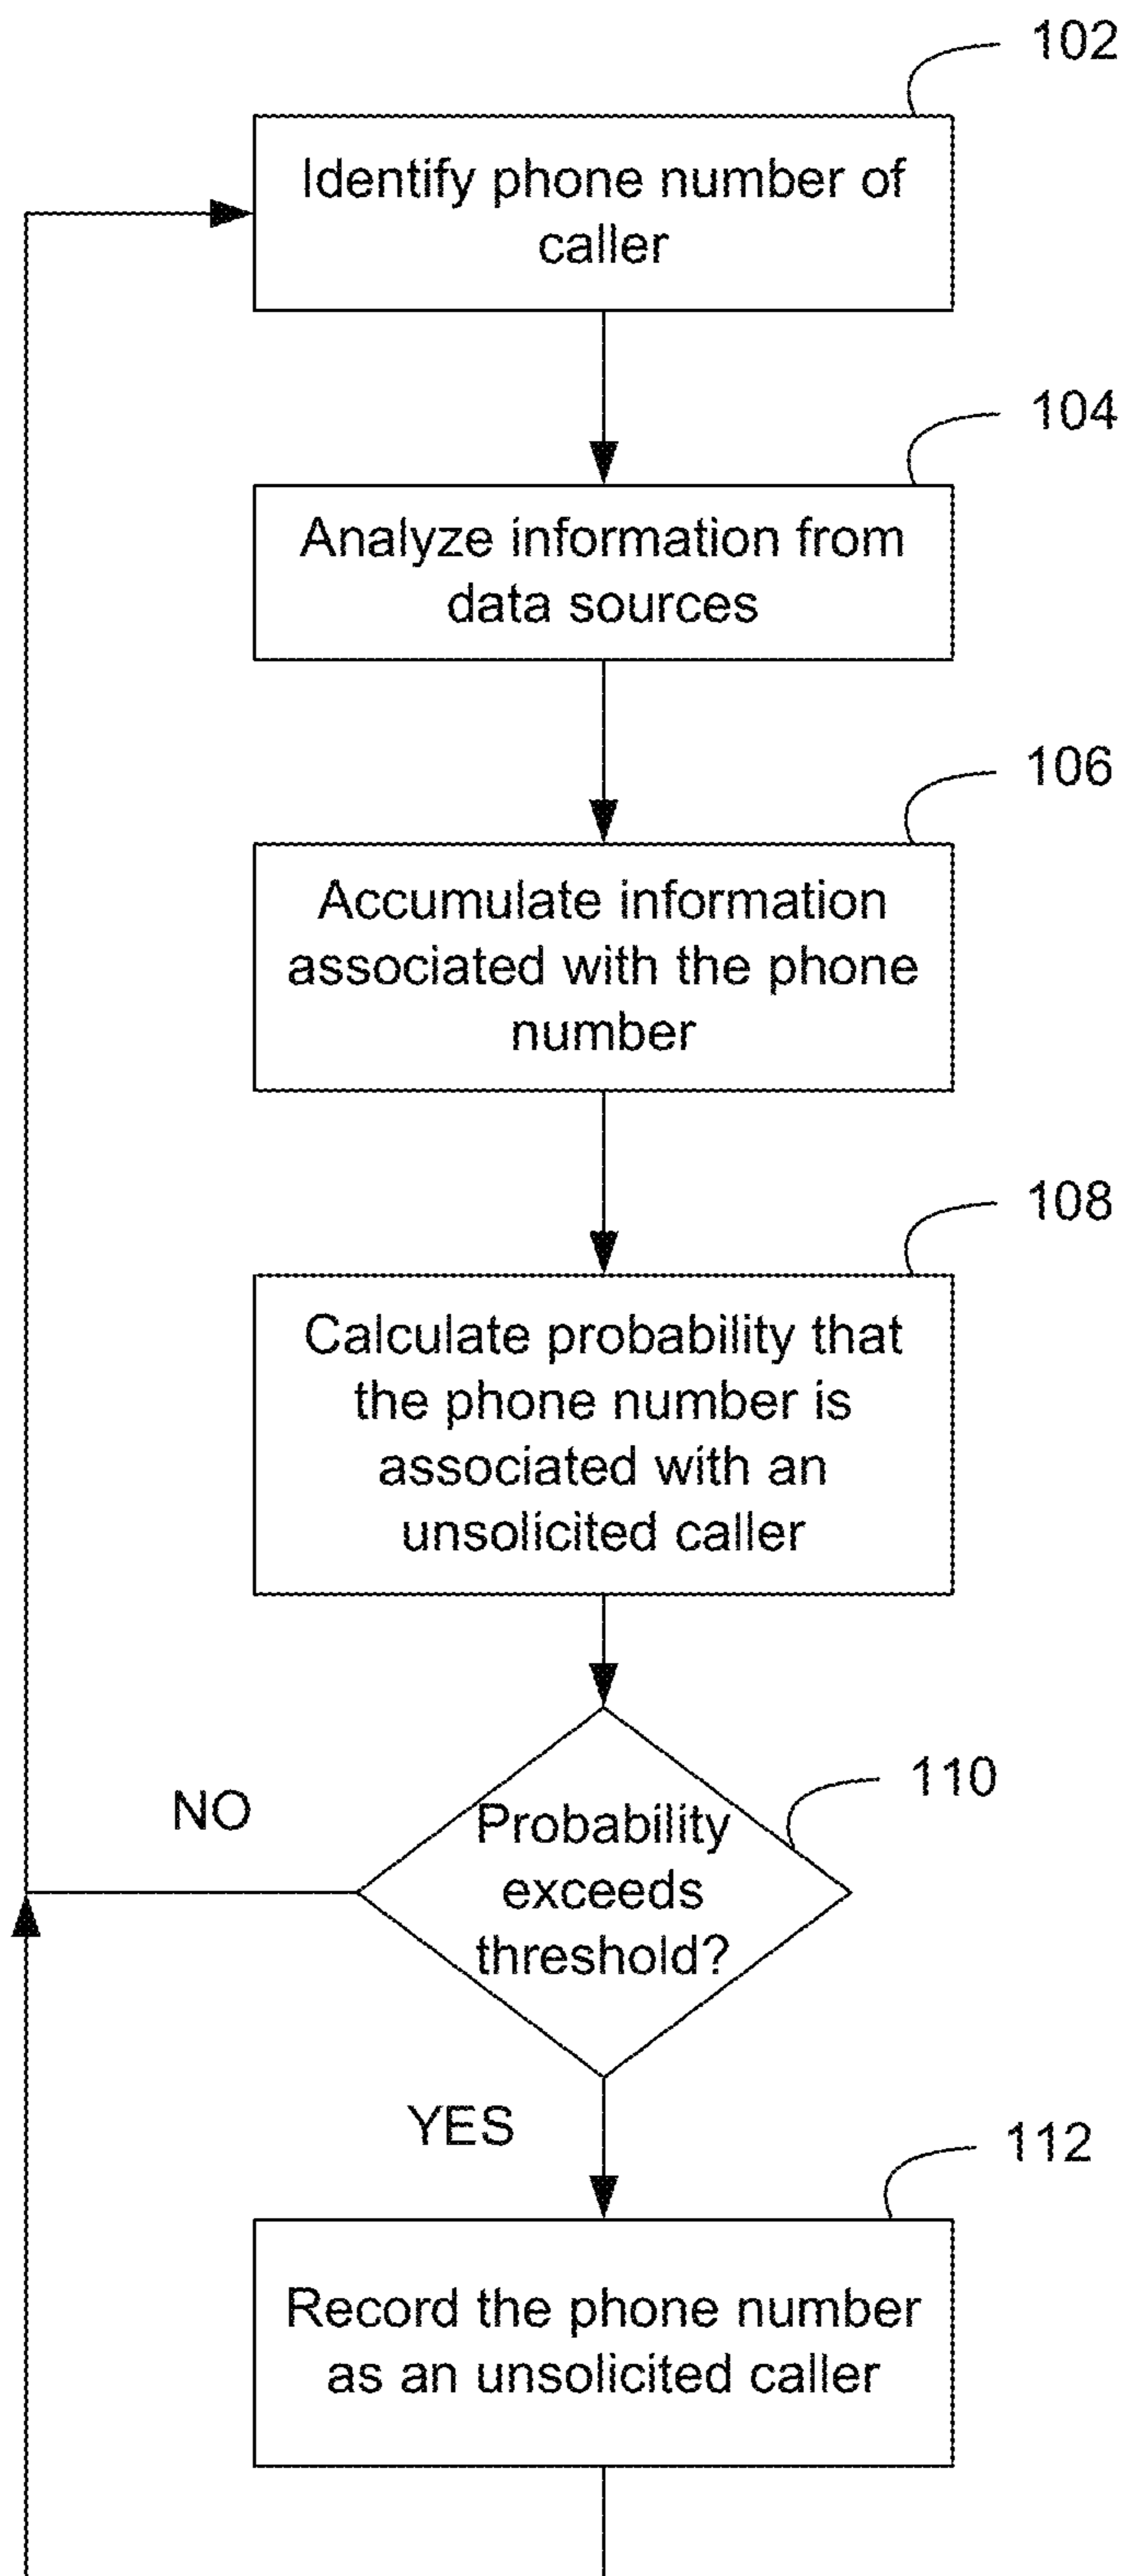 102
Identify phone number of
caller
104
Analyze information from
data sources
106
Accumulate information
associated with the phone
number
108
Calculate probability that
the phone number is
associated with an
unsolicited caller
110
NO
Probability
exceeds
threshold?
YES
112
Record the phone number
as an unsolicited caller